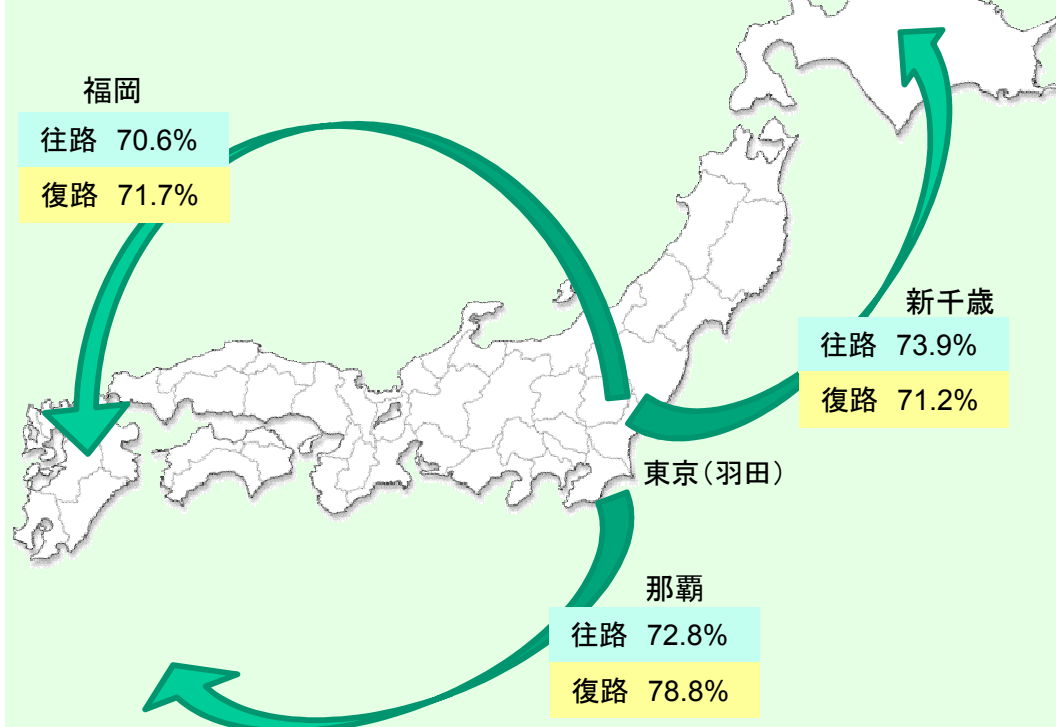 福岡
往路 70.6%
復路 71.7%
新千歳
往路 73.9%
復路 71.2%
東京(羽田)
那覇
往路 72.8%
復路 78.8%